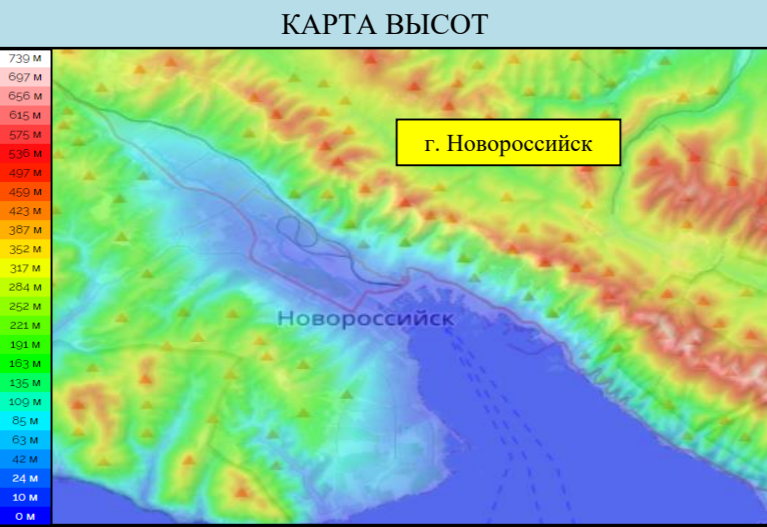 КАРТА ВЫСОТ
739 м
697 м
656 м
615 м
575 м
536 м
497 м
459 м
423 м
387 м
352 м
317 м
284 м
252 м
221 м
191 м
163 м
135 м
109 м
85 м
63 м
42 м
24 м
10 м
0 м
г. Новороссийск
Новороссийск